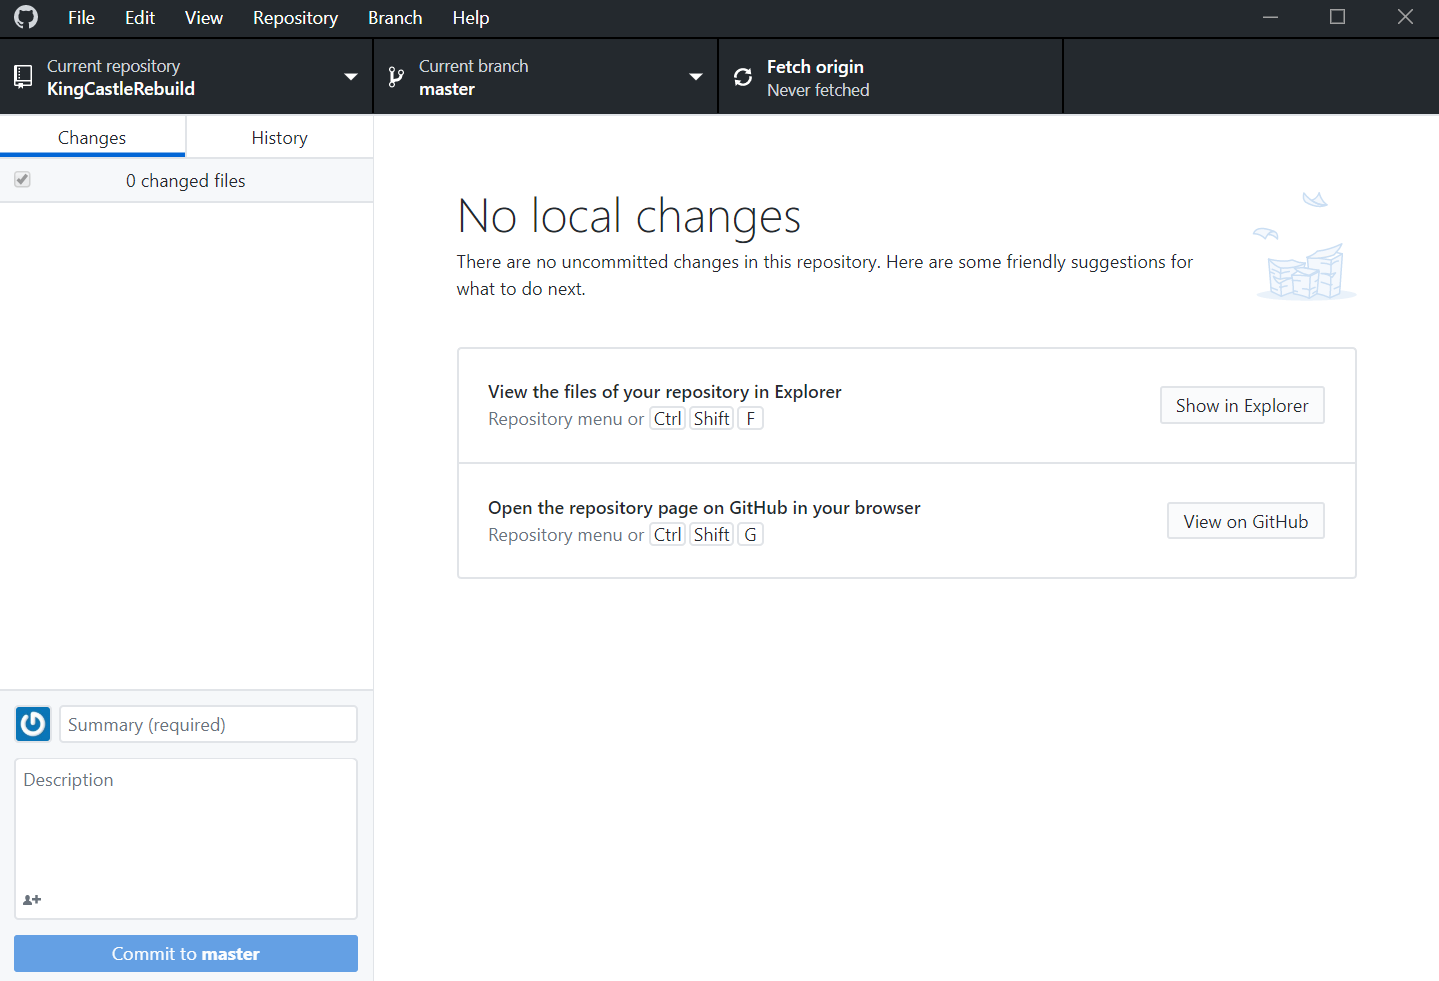 File Edit View Repository Branch Help
Current repository
KingCastleRebuild
Current branch
master
Fetch origin
Never fetched
Changes
History
0 changed files
No local changes
There are no uncommitted changes in this repository. Here are some friendly suggestions for
what to do next.
View the files of your repository in Explorer
Repository menu or Ctrl Shift F
Show in Explorer
Open the repository page on GitHub in your browser
Repository menu or Ctrl Shift G
View on GitHub
Summary (required)
Description
Commit to master